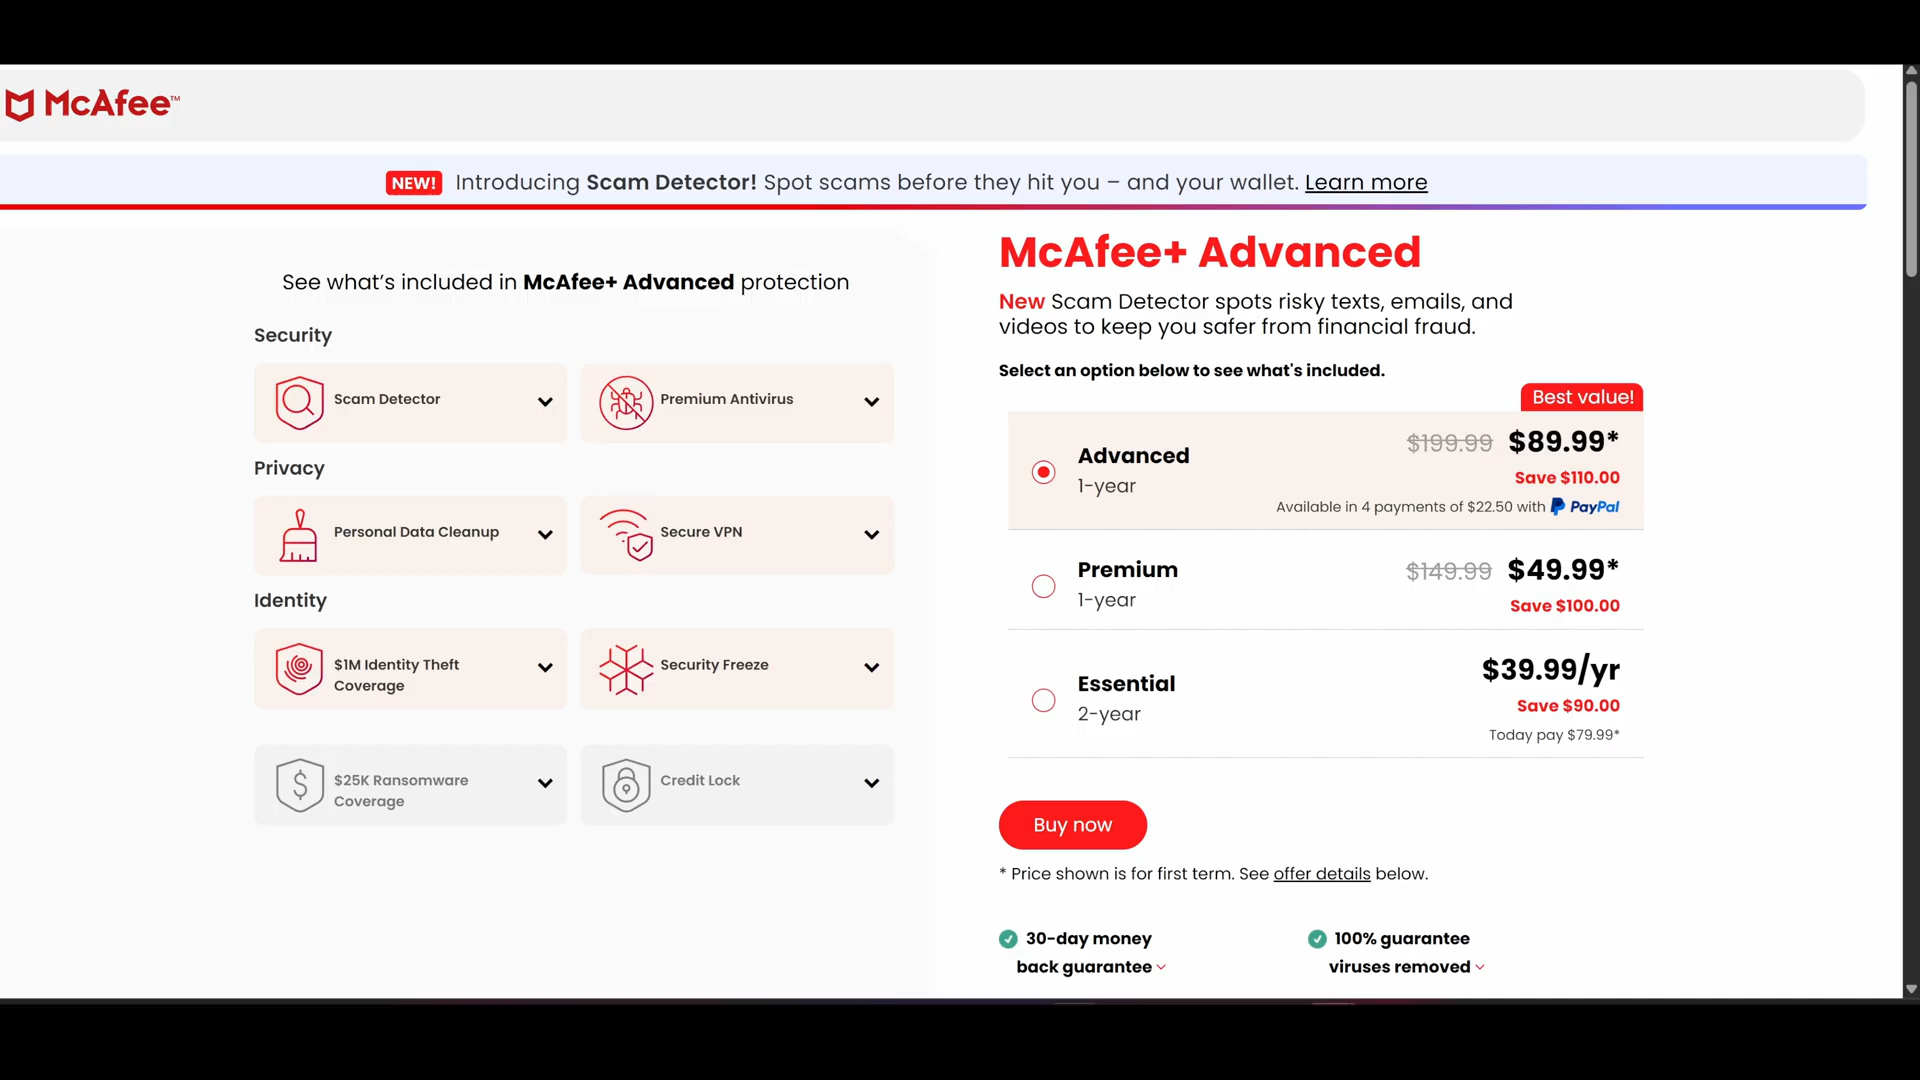 McAfee™
NEW! Introducing Scam Detector! Spot scams before they hit you – and your wallet. Learn more
See what's included in McAfee+ Advanced protection
Security
Scam Detector
Premium Antivirus
Privacy
Personal Data Cleanup
Secure VPN
Identity
$1M Identity Theft
Coverage
Security Freeze
$25K Ransomware
Coverage
Credit Lock
McAfee+ Advanced
New Scam Detector spots risky texts, emails, and
videos to keep you safer from financial fraud.
Select an option below to see what's included.
Best value!
Advanced
1-year
$199.99 $89.99*
Save $110.00
Available in 4 payments of $22.50 with PayPal
Premium
1-year
$149.99 $49.99*
Save $100.00
Essential
2-year
$39.99/yr
Save $90.00
Today pay $79.99*
Buy now
* Price shown is for first term. See offer details below.
30-day money
back guarantee
100% guarantee
viruses removed